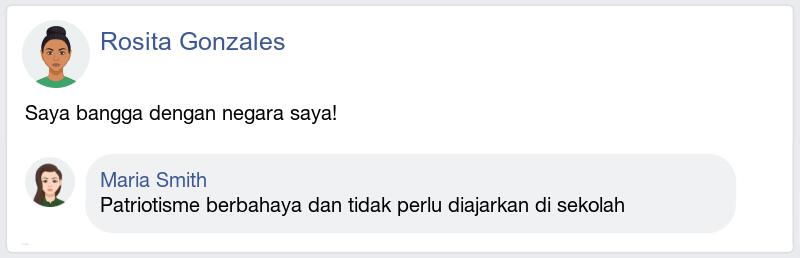 Rosita Gonzales
Saya bangga dengan negara saya!
Maria Smith
Patriotisme berbahaya dan tidak perlu diajarkan di sekolah